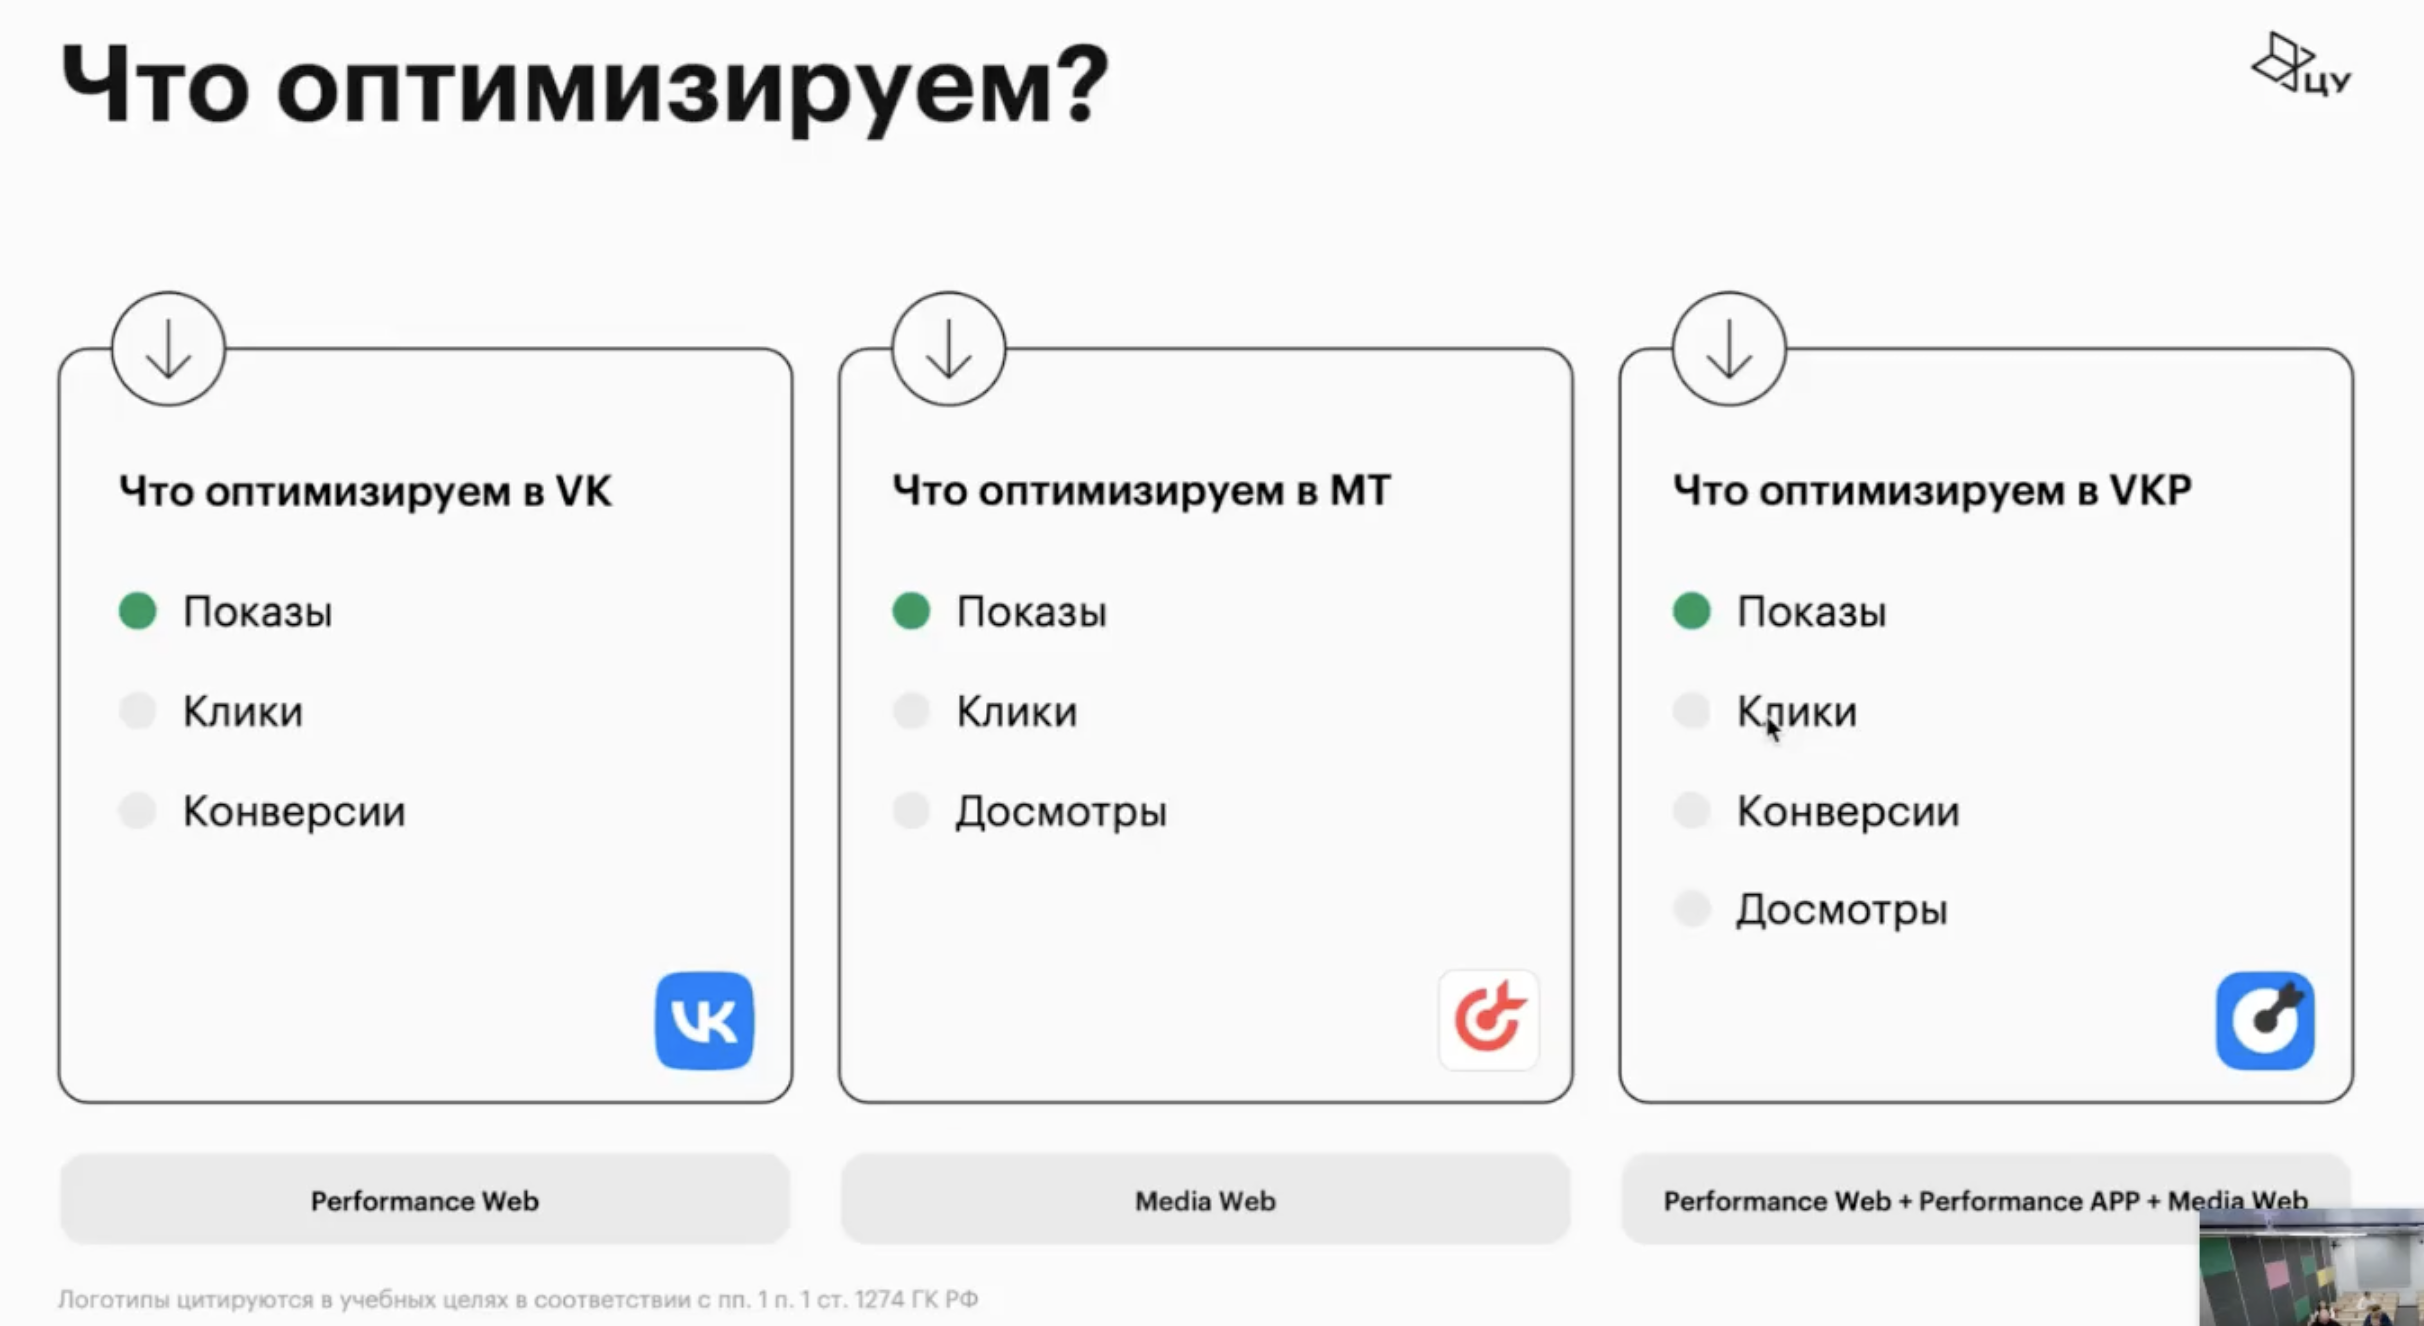 Что оптимизируем?
ЦУ
Что оптимизируем в VK
Показы
Клики
Конверсии
VK
Performance Web
Что оптимизируем в МТ
Показы
Клики
Досмотры
Media Web
Что оптимизируем в VKP
Показы
Клики
Конверсии
Досмотры
Performance Web + Performance APP + Media Web
Логотипы цитируются в учебных целях в соответствии с пп. 1 п. 1 ст. 1274 ГК РФ